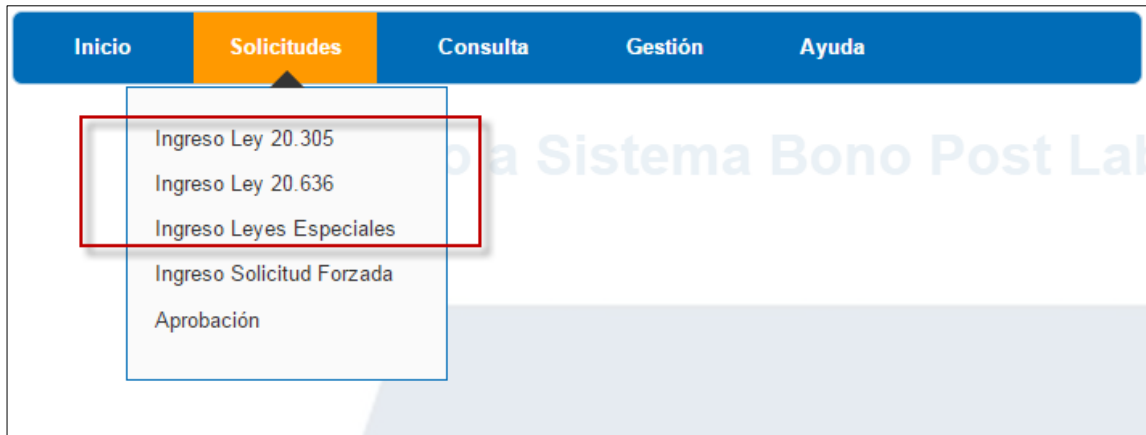 Inicio Solicitudes Consulta Gestión Ayuda
Ingreso Ley 20.305
o a Sistema Bono Post Lab
Ingreso Ley 20.636
Ingreso Leyes Especiales
Ingreso Solicitud Forzada
Aprobación